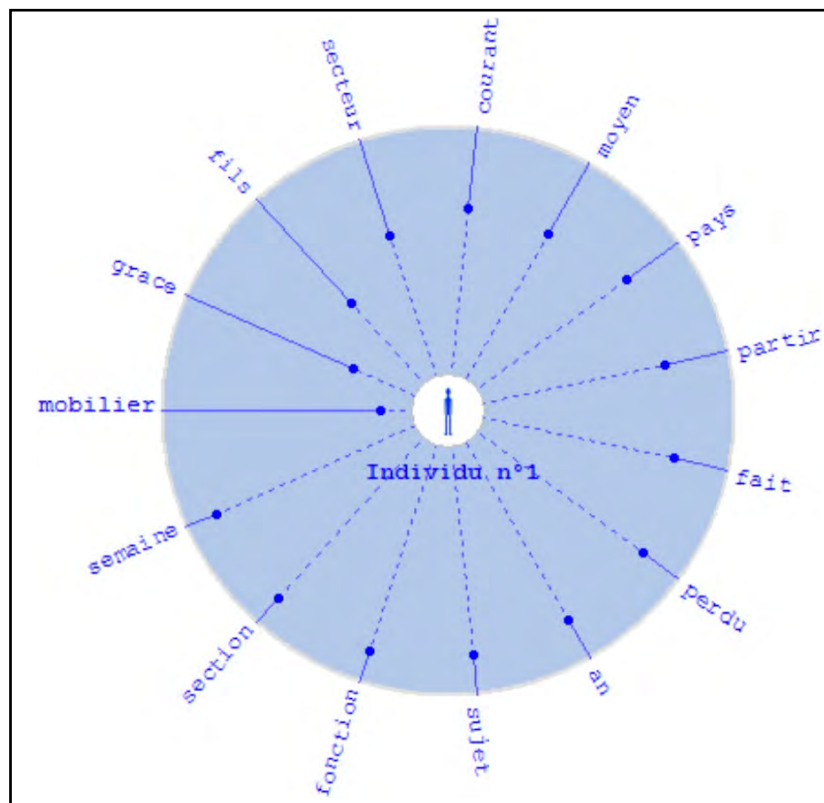 secteur
courant
moyen
pays
partir
fait
perdu
an
sujet
fonction
section
semaine
mobilier
grace
fils
Individu n°1